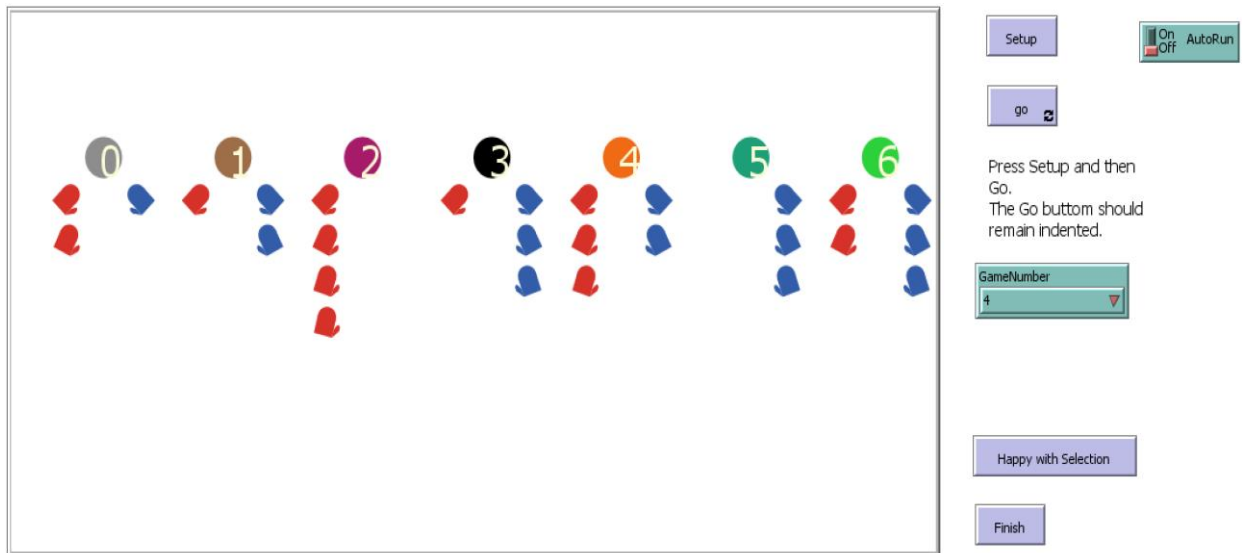 Setup
On
Off
AutoRun
go
0 1 2 3 4 5 6
Press Setup and then
Go.
The Go buttom should
remain indented.
GameNumber
4
Happy with Selection
Finish